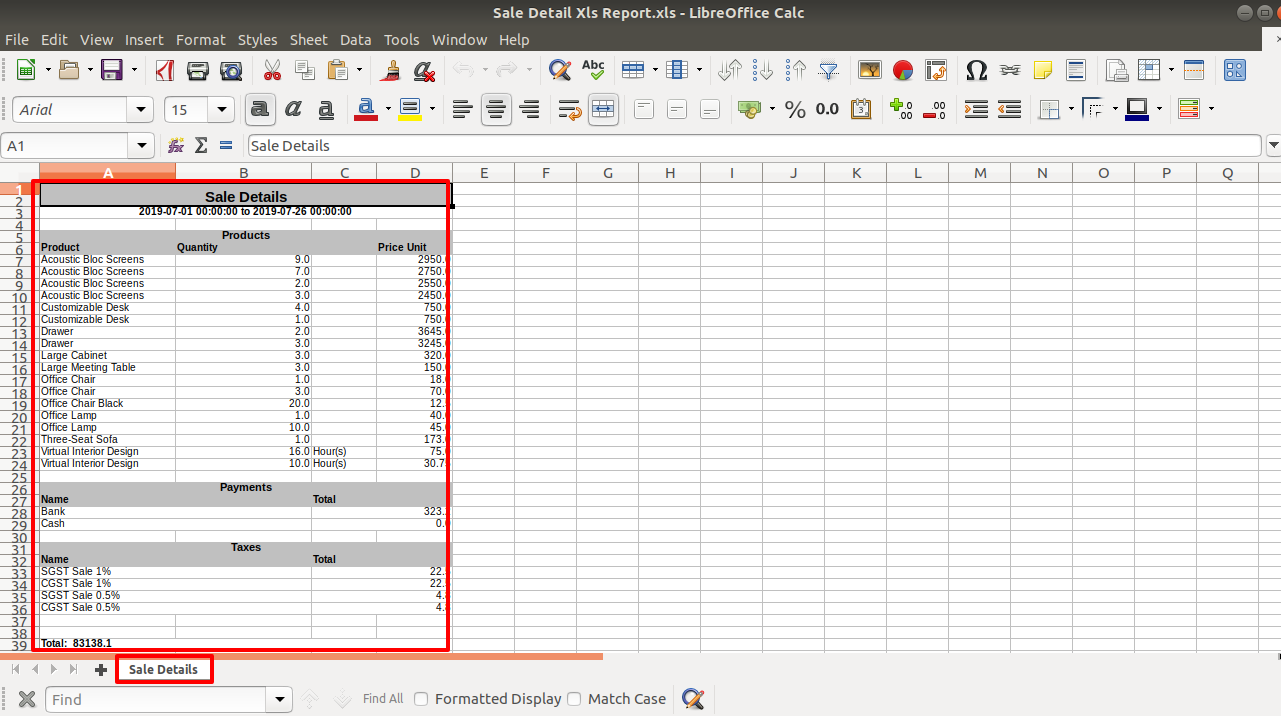 Sale Detail Xls Report.xls - LibreOffice Calc
File Edit View Insert Format Styles Sheet Data Tools Window Help
Abc
Arial 15 a a a a % 0.0
A1 Sale Details
A B C D E F G H I J K L M N O P Q
1 Sale Details
2
3 2019-07-01 00:00:00 to 2019-07-26 00:00:00
4
5 Products
6 Product Quantity Price Unit
7 Acoustic Bloc Screens 9.0 2950.
8 Acoustic Bloc Screens 7.0 2750.
9 Acoustic Bloc Screens 2.0 2550.
10 Acoustic Bloc Screens 3.0 2450.
11 Customizable Desk 4.0 750.
12 Customizable Desk 1.0 750.
13 Drawer 2.0 3645.
14 Drawer 3.0 3245.
15 Large Cabinet 3.0 320.
16 Large Meeting Table 3.0 150.
17 Office Chair 1.0 18.
18 Office Chair 3.0 70.
19 Office Chair Black 20.0 12.
20 Office Lamp 1.0 40.
21 Office Lamp 10.0 45.
22 Three-Seat Sofa 1.0 173.
23 Virtual Interior Design 16.0 Hour(s) 75.
24 Virtual Interior Design 10.0 Hour(s) 30.7
25
26 Payments
27 Name Total
28 Bank 323.
29 Cash 0.
30
31 Taxes
32 Name Total
33 SGST Sale 1% 22.
34 CGST Sale 1% 22.
35 SGST Sale 0.5% 4.
36 CGST Sale 0.5% 4.
37
38
39 Total: 83138.1
Sale Details
Find Find All Formatted Display Match Case